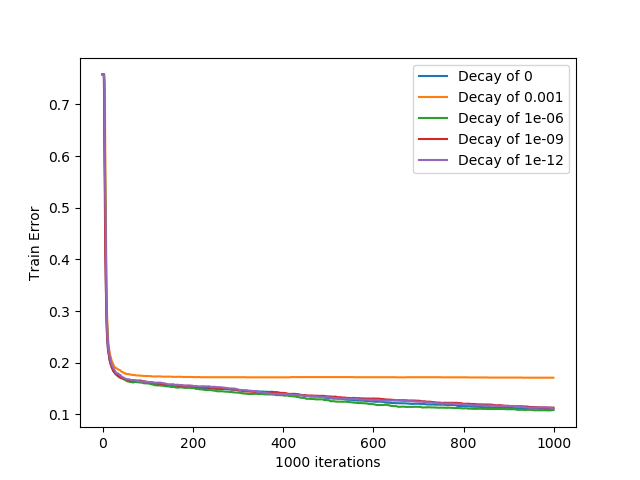 Decay of 0
Decay of 0.001
Decay of 1e-06
Decay of 1e-09
Decay of 1e-12
0.7
0.6
0.5
0.4
0.3
0.2
0.1
Train Error
0 200 400 600 800 1000
1000 iterations